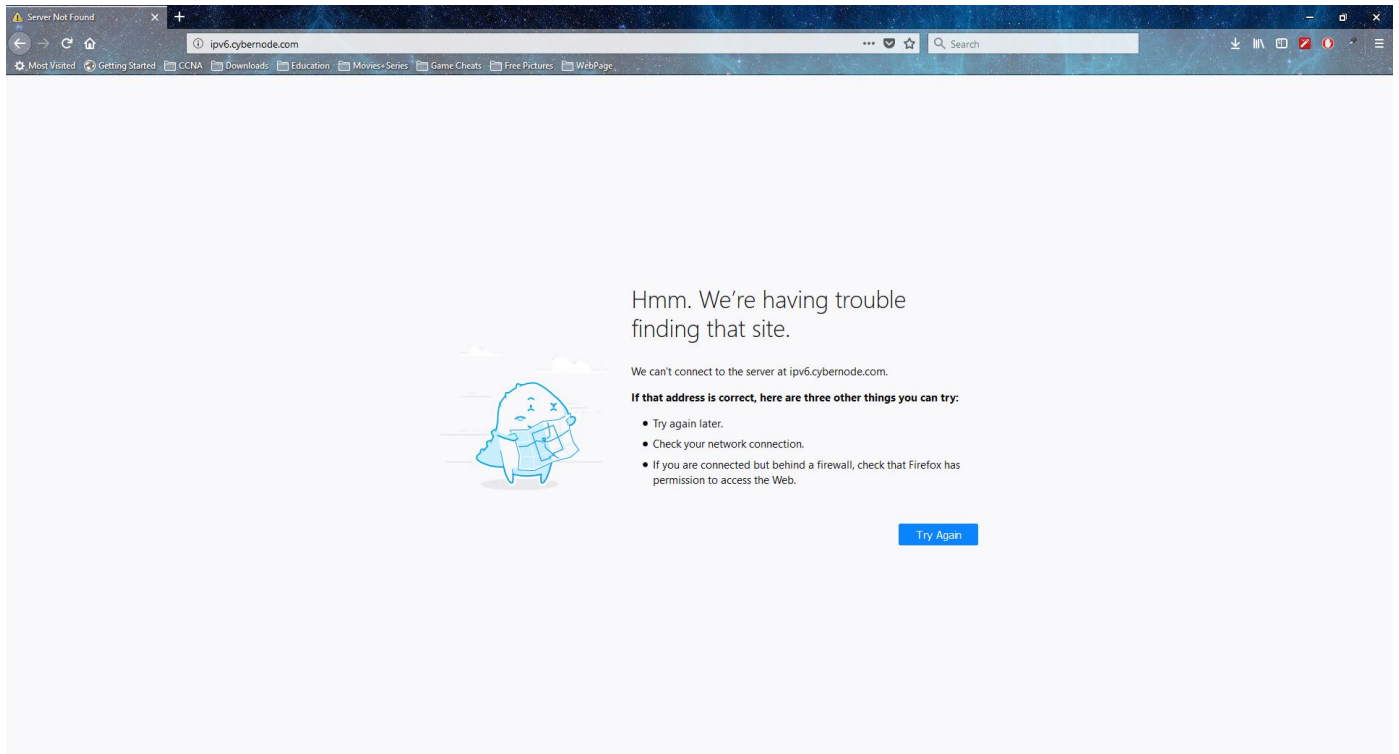 Server Not Found
ipv6.cybernode.com
Search
Most Visited Getting Started CCNA Downloads Education Movies+Series Game Cheats Free Pictures WebPage
Hmm. We're having trouble
finding that site.
We can't connect to the server at ipv6.cybernode.com.
If that address is correct, here are three other things you can try:
• Try again later.
• Check your network connection.
• If you are connected but behind a firewall, check that Firefox has
permission to access the Web.
Try Again